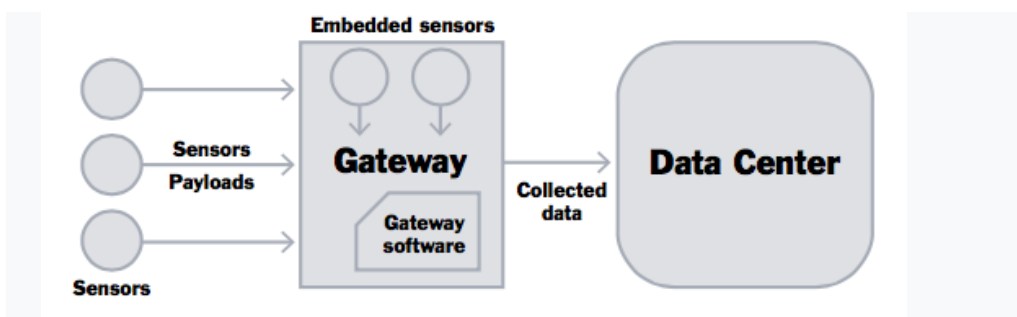 Embedded sensors
Sensors
Payloads
Sensors
Gateway
Gateway
software
Collected
data
Data Center